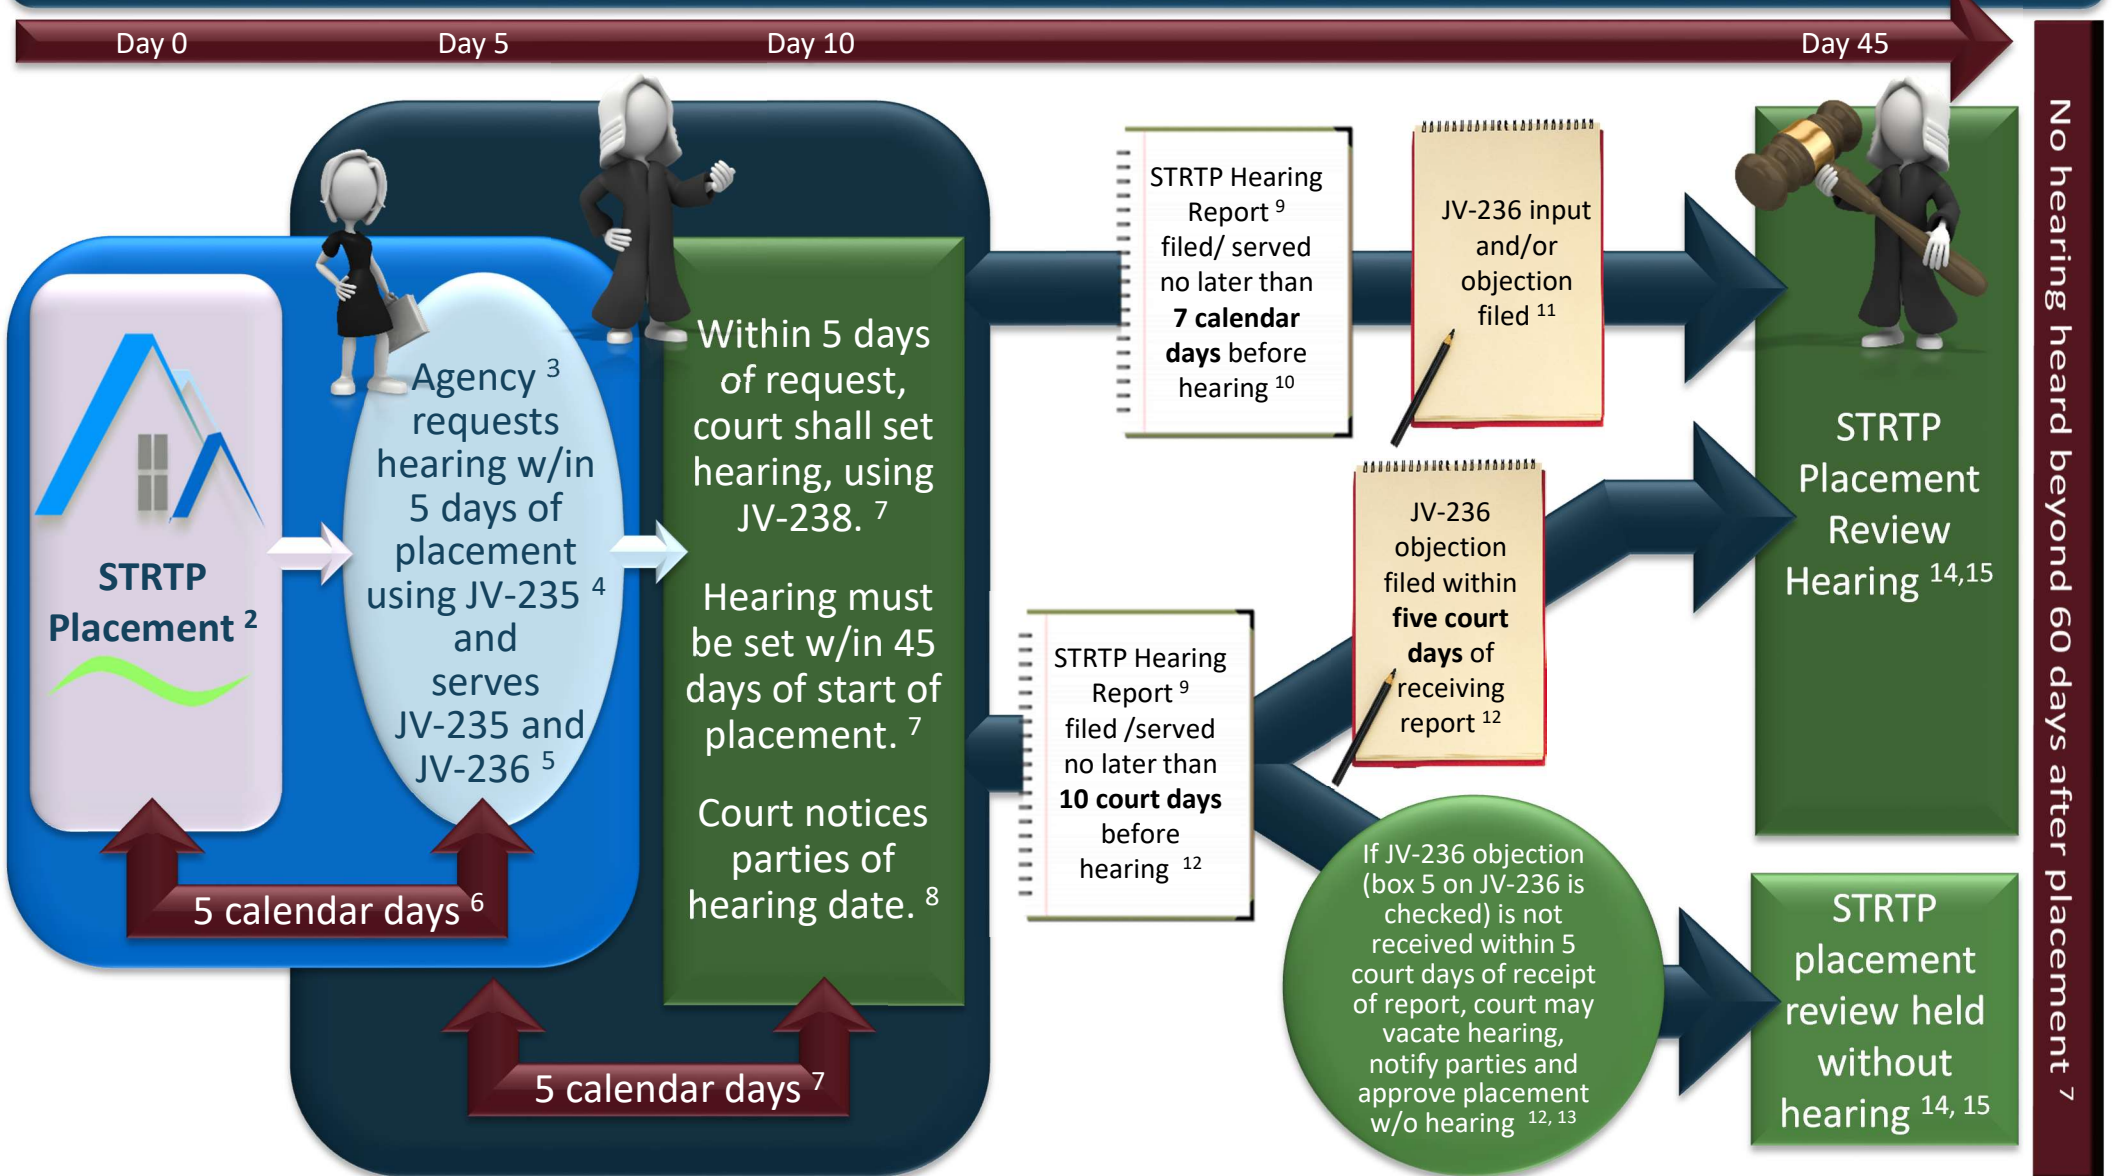 Day 0
Day 5
Day 10
Day 45
STRTP
Placement 2
Agency 3
requests
hearing w/in
5 days of
placement
using JV-235 4
and
serves
JV-235 and
JV-236 5
5 calendar days 6
Within 5 days
of request,
court shall set
hearing, using
JV-238. 7
Hearing must
be set w/in 45
days of start of
placement. 7
Court notices
parties of
hearing date. 8
5 calendar days 7
STRTP Hearing
Report 9
filed/ served
no later than
7 calendar
days before
hearing 10
JV-236 input
and/or
objection
filed 11
STRTP Hearing
Report 9
filed /served
no later than
10 court days
before
hearing 12
JV-236
objection
filed within
five court
days of
receiving
report 12
If JV-236 objection
(box 5 on JV-236 is
checked) is not
received within 5
court days of receipt
of report, court may
vacate hearing,
notify parties and
approve placement
w/o hearing 12, 13
STRTP
Placement
Review
Hearing 14,15
STRTP
placement
review held
without
hearing 14, 15
No hearing heard beyond 60 days after placement 7